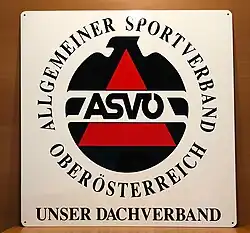 ALLGEMEINER SPORTVERBAND
ASVÖ
OBERÖSTERREICH
UNSER DACHVERBAND